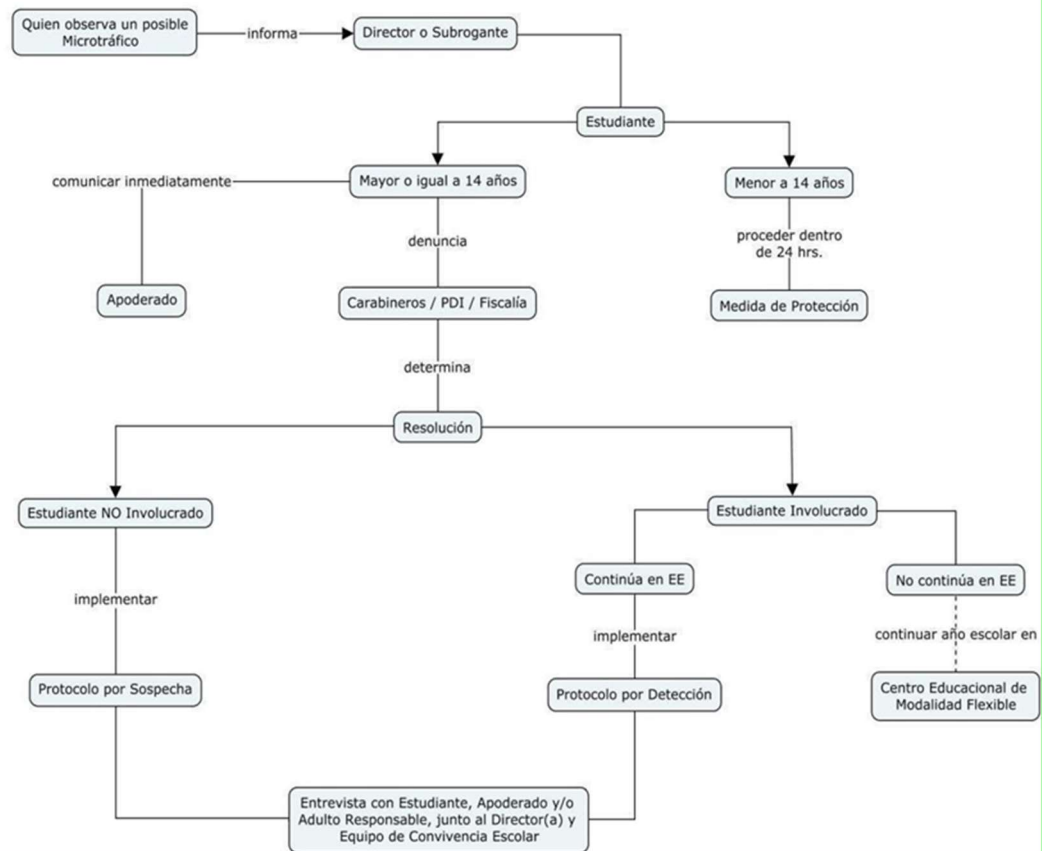 Quien observa un posible
Microtráfico
informa
Director o Subrogante
Estudiante
comunicar inmediatamente
Mayor o igual a 14 años
Menor a 14 años
denuncia
proceder dentro
de 24 hrs.
Apoderado
Carabineros / PDI / Fiscalía
Medida de Protección
determina
Resolución
Estudiante NO Involucrado
Estudiante Involucrado
Continúa en EE
No continúa en EE
implementar
implementar
continuar año escolar en
Protocolo por Sospecha
Protocolo por Detección
Centro Educacional de
Modalidad Flexible
Entrevista con Estudiante, Apoderado y/o
Adulto Responsable, junto al Director(a) y
Equipo de Convivencia Escolar